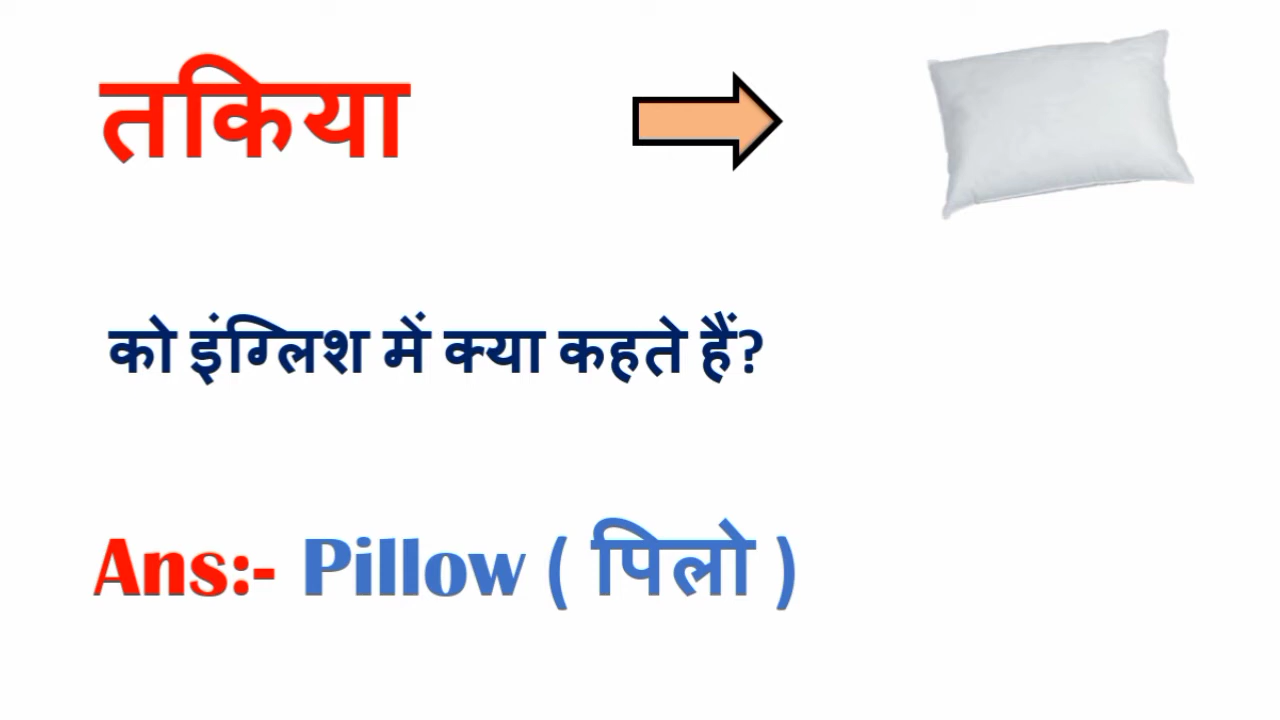 तकिया
को इंग्लिश में क्या कहते हैं?
Ans:- Pillow ( पिलो )